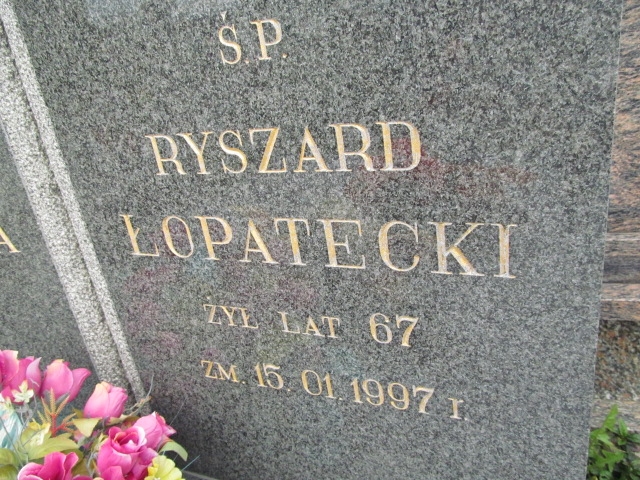 Ś.P.
RYSZARD
ŁOPATECKI
ŻYŁ LAT 67
ZM. 15.01.1997 r.